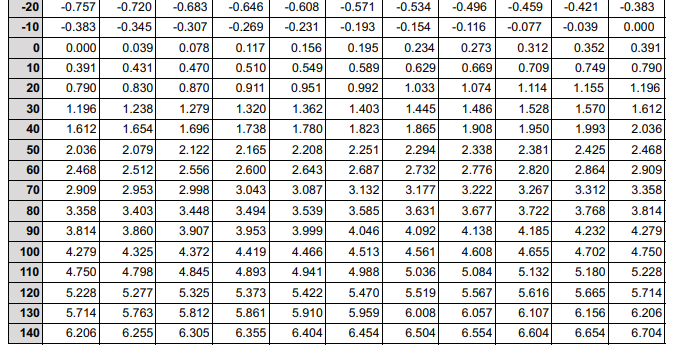 -20 -0.757 -0.720 -0.683 -0.646 -0.608 -0.571 -0.534 -0.496 -0.459 -0.421 -0.383
-10 -0.383 -0.345 -0.307 -0.269 -0.231 -0.193 -0.154 -0.116 -0.077 -0.039 0.000
0 0.000 0.039 0.078 0.117 0.156 0.195 0.234 0.273 0.312 0.352 0.391
10 0.391 0.431 0.470 0.510 0.549 0.589 0.629 0.669 0.709 0.749 0.790
20 0.790 0.830 0.870 0.911 0.951 0.992 1.033 1.074 1.114 1.155 1.196
30 1.196 1.238 1.279 1.320 1.362 1.403 1.445 1.486 1.528 1.570 1.612
40 1.612 1.654 1.696 1.738 1.780 1.823 1.865 1.908 1.950 1.993 2.036
50 2.036 2.079 2.122 2.165 2.208 2.251 2.294 2.338 2.381 2.425 2.468
60 2.468 2.512 2.556 2.600 2.643 2.687 2.732 2.776 2.820 2.864 2.909
70 2.909 2.953 2.998 3.043 3.087 3.132 3.177 3.222 3.267 3.312 3.358
80 3.358 3.403 3.448 3.494 3.539 3.585 3.631 3.677 3.722 3.768 3.814
90 3.814 3.860 3.907 3.953 3.999 4.046 4.092 4.138 4.185 4.232 4.279
100 4.279 4.325 4.372 4.419 4.466 4.513 4.561 4.608 4.655 4.702 4.750
110 4.750 4.798 4.845 4.893 4.941 4.988 5.036 5.084 5.132 5.180 5.228
120 5.228 5.277 5.325 5.373 5.422 5.470 5.519 5.567 5.616 5.665 5.714
130 5.714 5.763 5.812 5.861 5.910 5.959 6.008 6.057 6.107 6.156 6.206
140 6.206 6.255 6.305 6.355 6.404 6.454 6.504 6.554 6.604 6.654 6.704